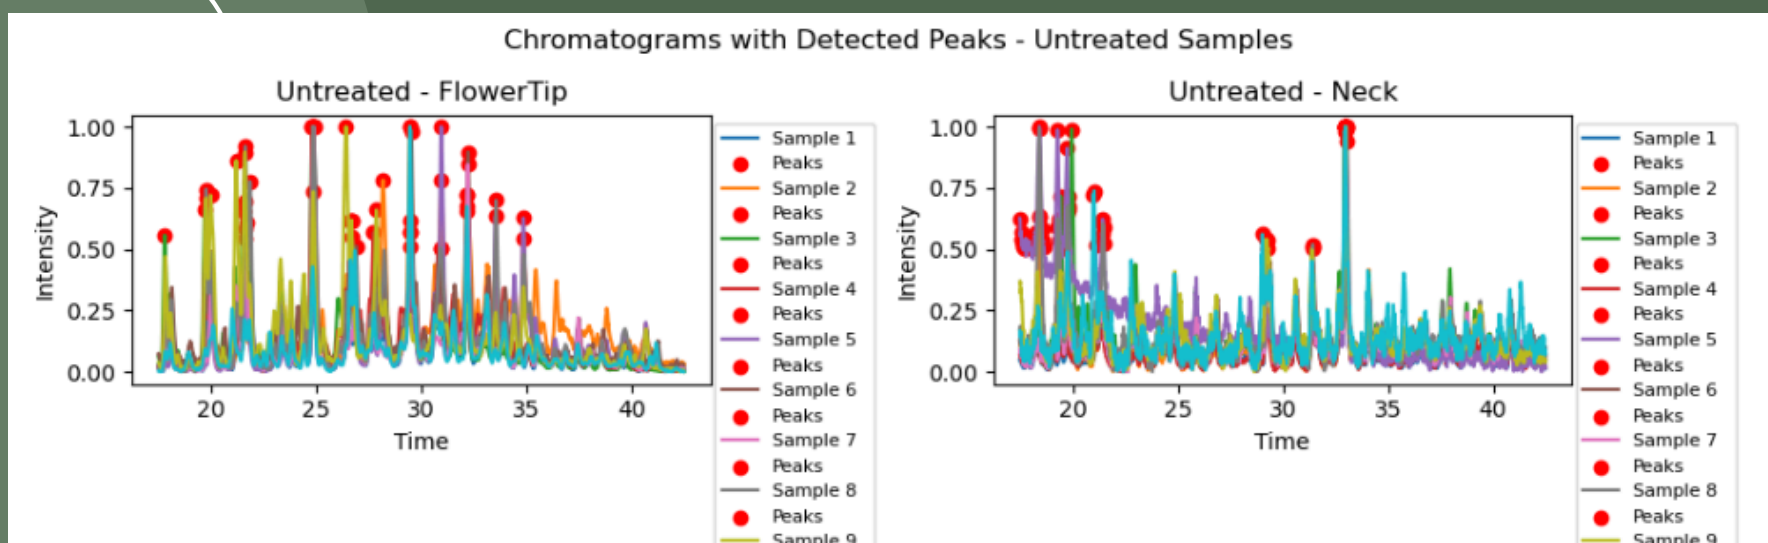 Chromatograms with Detected Peaks - Untreated Samples
Untreated - FlowerTip
1.00
0.75
0.50
0.25
0.00
Intensity
20 25 30 35 40
Time
Sample 1
Peaks
Sample 2
Peaks
Sample 3
Peaks
Sample 4
Peaks
Sample 5
Peaks
Sample 6
Peaks
Sample 7
Peaks
Sample 8
Peaks
Sample 9
Untreated - Neck
1.00
0.75
0.50
0.25
0.00
Intensity
20 25 30 35 40
Time
Sample 1
Peaks
Sample 2
Peaks
Sample 3
Peaks
Sample 4
Peaks
Sample 5
Peaks
Sample 6
Peaks
Sample 7
Peaks
Sample 8
Peaks
Sample 9